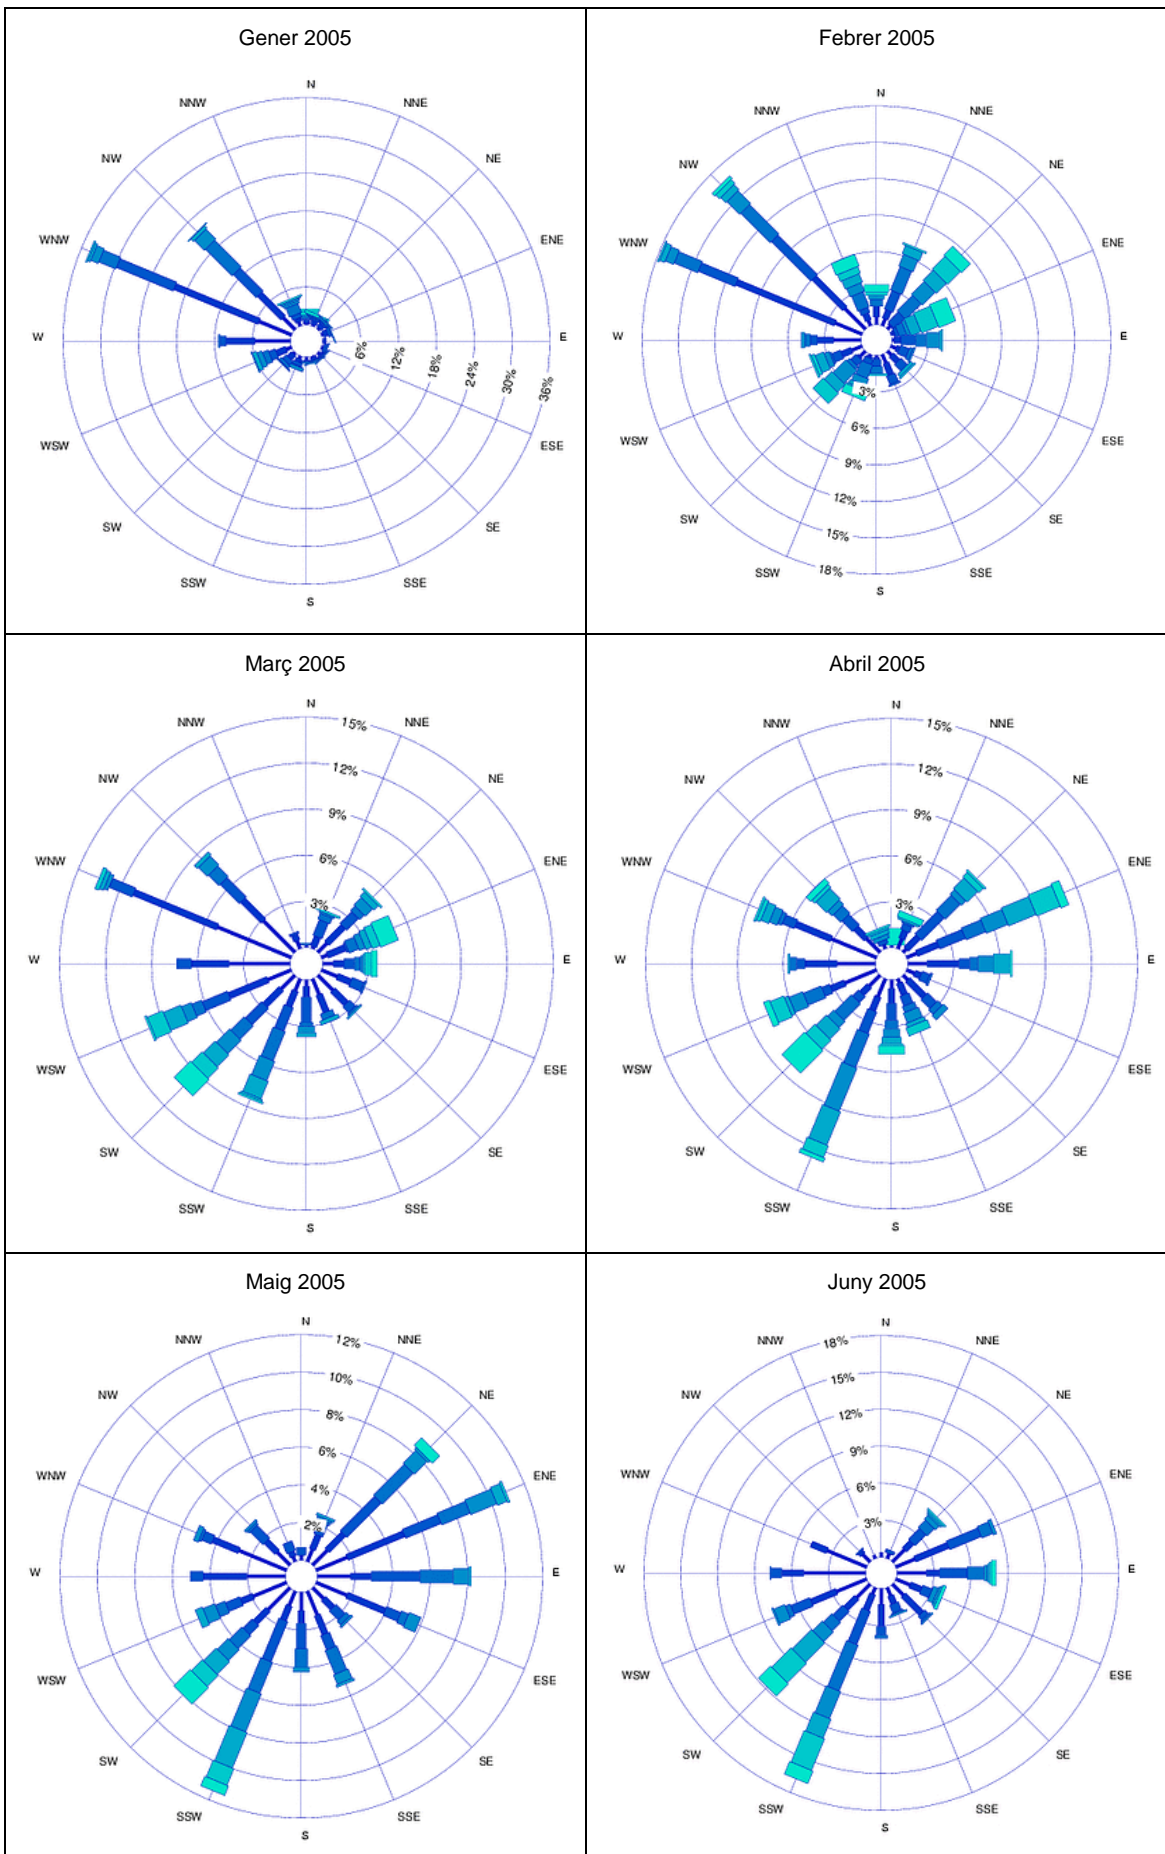 Gener 2005
N
NNW
NNE
NW
NE
WNW
ENE
W
E
6%
12%
18%
24%
30%
36%
WSW
ESE
SW
SE
SSW
SSE
S
Febrer 2005
N
NNW
NNE
NW
NE
WNW
ENE
W
E
3%
6%
9%
12%
15%
18%
WSW
ESE
SW
SE
SSW
SSE
S
Març 2005
N
15%
NNW
NNE
12%
NW
NE
9%
6%
WNW
ENE
3%
W
E
WSW
ESE
SW
SE
SSW
SSE
S
Abril 2005
N
15%
NNW
NNE
12%
NW
NE
9%
6%
WNW
ENE
3%
W
E
WSW
ESE
SW
SE
SSW
SSE
S
Maig 2005
N
12%
NNW
NNE
10%
NW
NE
8%
6%
WNW
ENE
4%
2%
W
E
WSW
ESE
SW
SE
SSW
SSE
S
Juny 2005
N
18%
NNW
NNE
15%
NW
NE
12%
9%
WNW
ENE
6%
3%
W
E
WSW
ESE
SW
SE
SSW
SSE
S